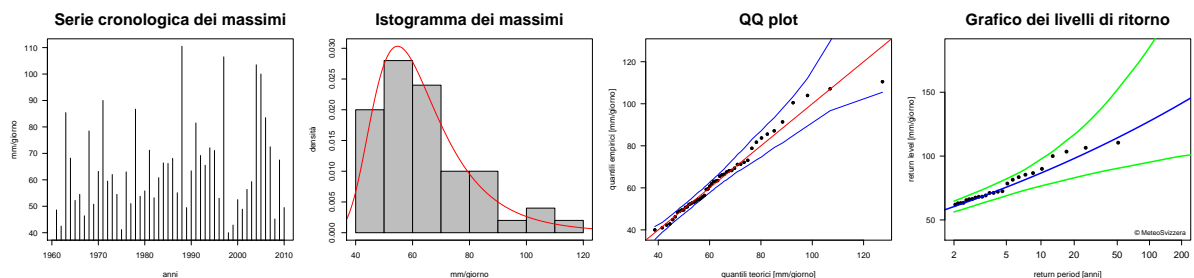 Serie cronologica dei massimi
mm/giorno
110
100
90
80
70
60
50
40
1960 1970 1980 1990 2000 2010
anni
Istogramma dei massimi
densità
0.030
0.025
0.020
0.015
0.010
0.005
0.000
40 60 80 100 120
mm/giorno
QQ plot
quantili empirici [mm/giorno]
120
100
80
60
40
40 60 80 100 120
quantili teorici [mm/giorno]
Grafico dei livelli di ritorno
return level [mm/giorno]
150
100
50
© MeteoSvizzera
2 5 10 20 50 100 200
return period [anni]